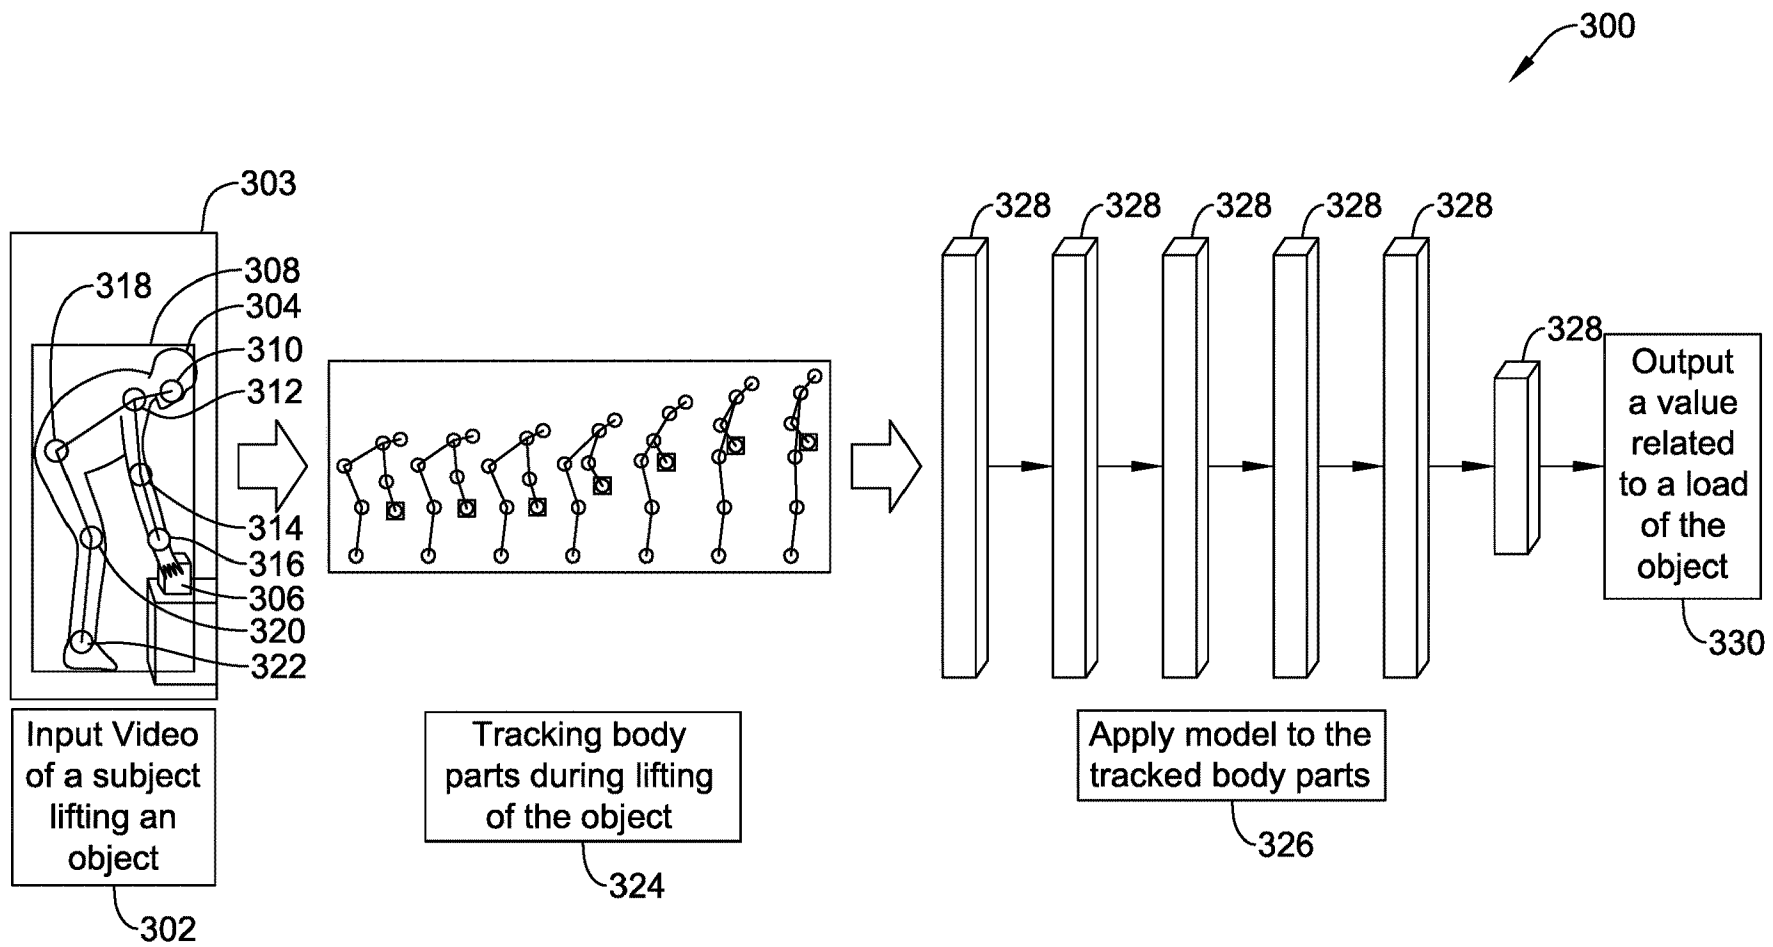 300
303
308
318
304
310
312
314
316
306
320
322
328
328
328
328
328
328
Output
a value
related
to a load
of the
object
330
Input Video
of a subject
lifting an
object
302
Tracking body
parts during lifting
of the object
324
Apply model to the
tracked body parts
326